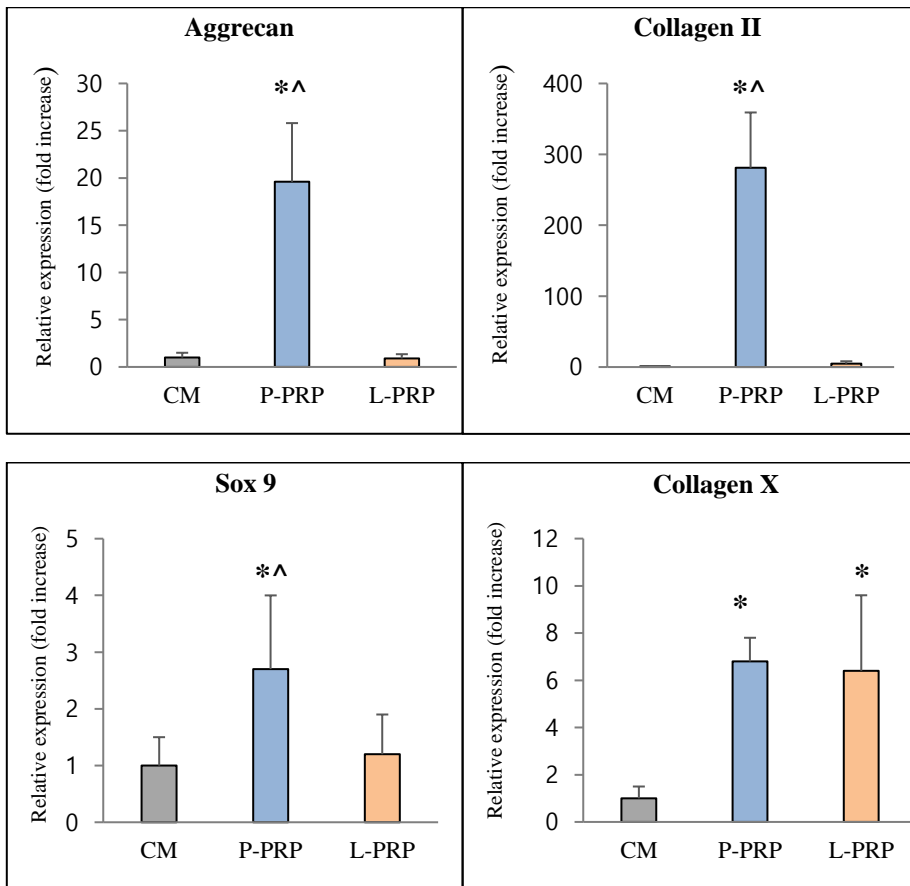 Aggrecan
Relative expression (fold increase)
30
25
20
15
10
5
0
*^
CM P-PRP L-PRP
Collagen II
Relative expression (fold increase)
400
300
200
100
0
*^
CM P-PRP L-PRP
Sox 9
Relative expression (fold increase)
5
4
3
2
1
0
*^
CM P-PRP L-PRP
Collagen X
Relative expression (fold increase)
12
10
8
6
4
2
0
* *
CM P-PRP L-PRP